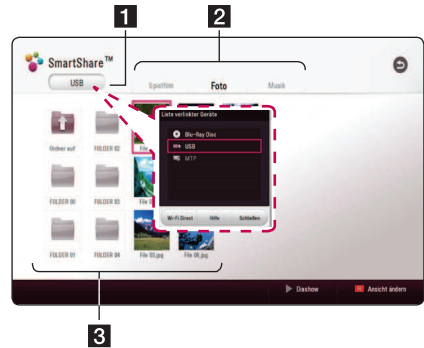 1
2
SmartShare™
USB
Spielfilm
Foto
Musik
Liste verlinkter Geräte
Blu-Ray Disc
USB
MTP
Wi-Fi Direct
Hilfe
Schließen
Ordner auf
FOLDER 02
FOLDER 00
FOLDER 03
FOLDER 01
FOLDER 04
File 03.jpg
File 05.jpg
Diashow
Ansicht ändern
3